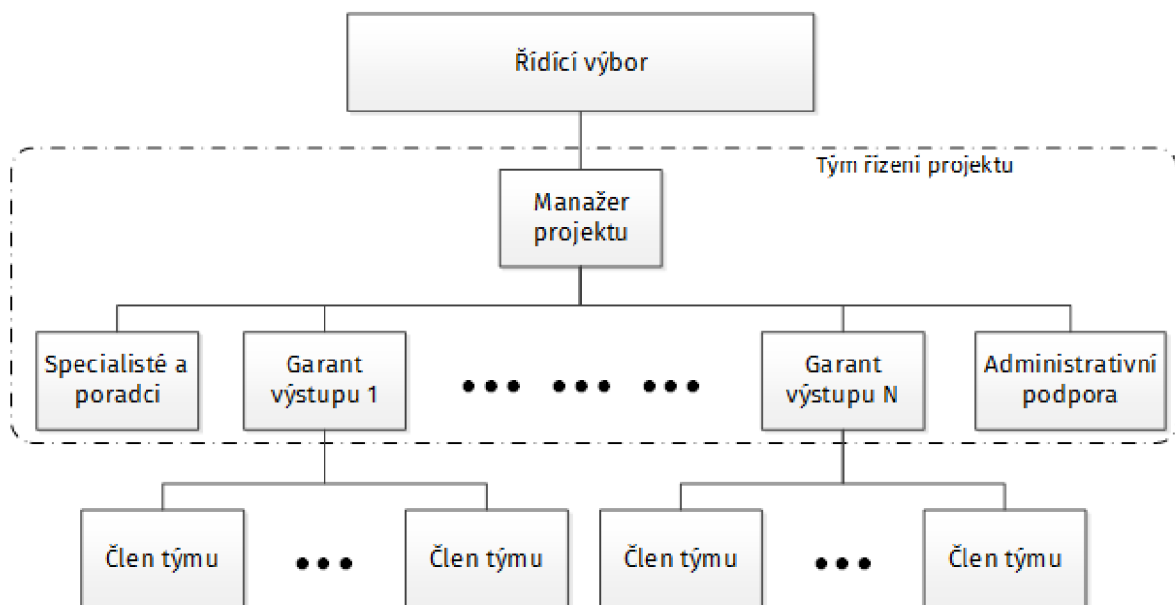 Řídící výbor
Tým řízení projektu
Manažer
projektu
Specialisté a
poradci
Garant
výstupu 1
Garant
výstupu N
Administrativní
podpora
Člen týmu
Člen týmu
Člen týmu
Člen týmu